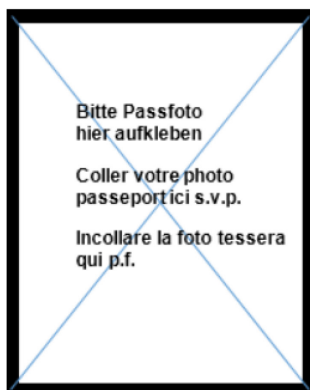 Bitte Passfoto
hier aufkleben
Coller votre photo
passeport ici s.v.p.
Incollare la foto tessera
qui p.f.